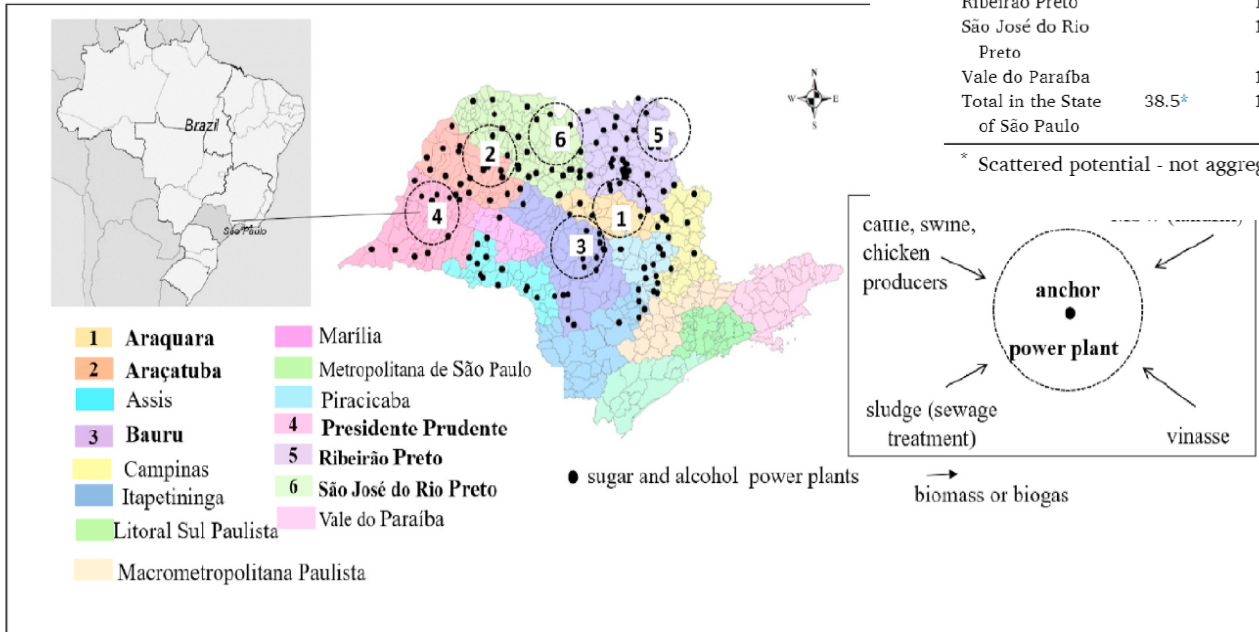 Ribeirão Preto 1
São José do Rio 1
Preto
Vale do Paraíba 1
Total in the State 38.5* 1
of São Paulo
* Scattered potential - not aggreg
Brazil
São Paulo
N
W E
S
6
5
2
4
1
3
1 Araquara
2 Araçatuba
Assis
3 Bauru
Campinas
Itapetininga
Litoral Sul Paulista
Macrometropolitana Paulista
Marília
Metropolitana de São Paulo
Piracicaba
4 Presidente Prudente
5 Ribeirão Preto
6 São José do Rio Preto
Vale do Paraíba
sugar and alcohol power plants
biomass or biogas
cattle, swine,
chicken
producers
anchor
power plant
sludge (sewage
treatment)
vinasse